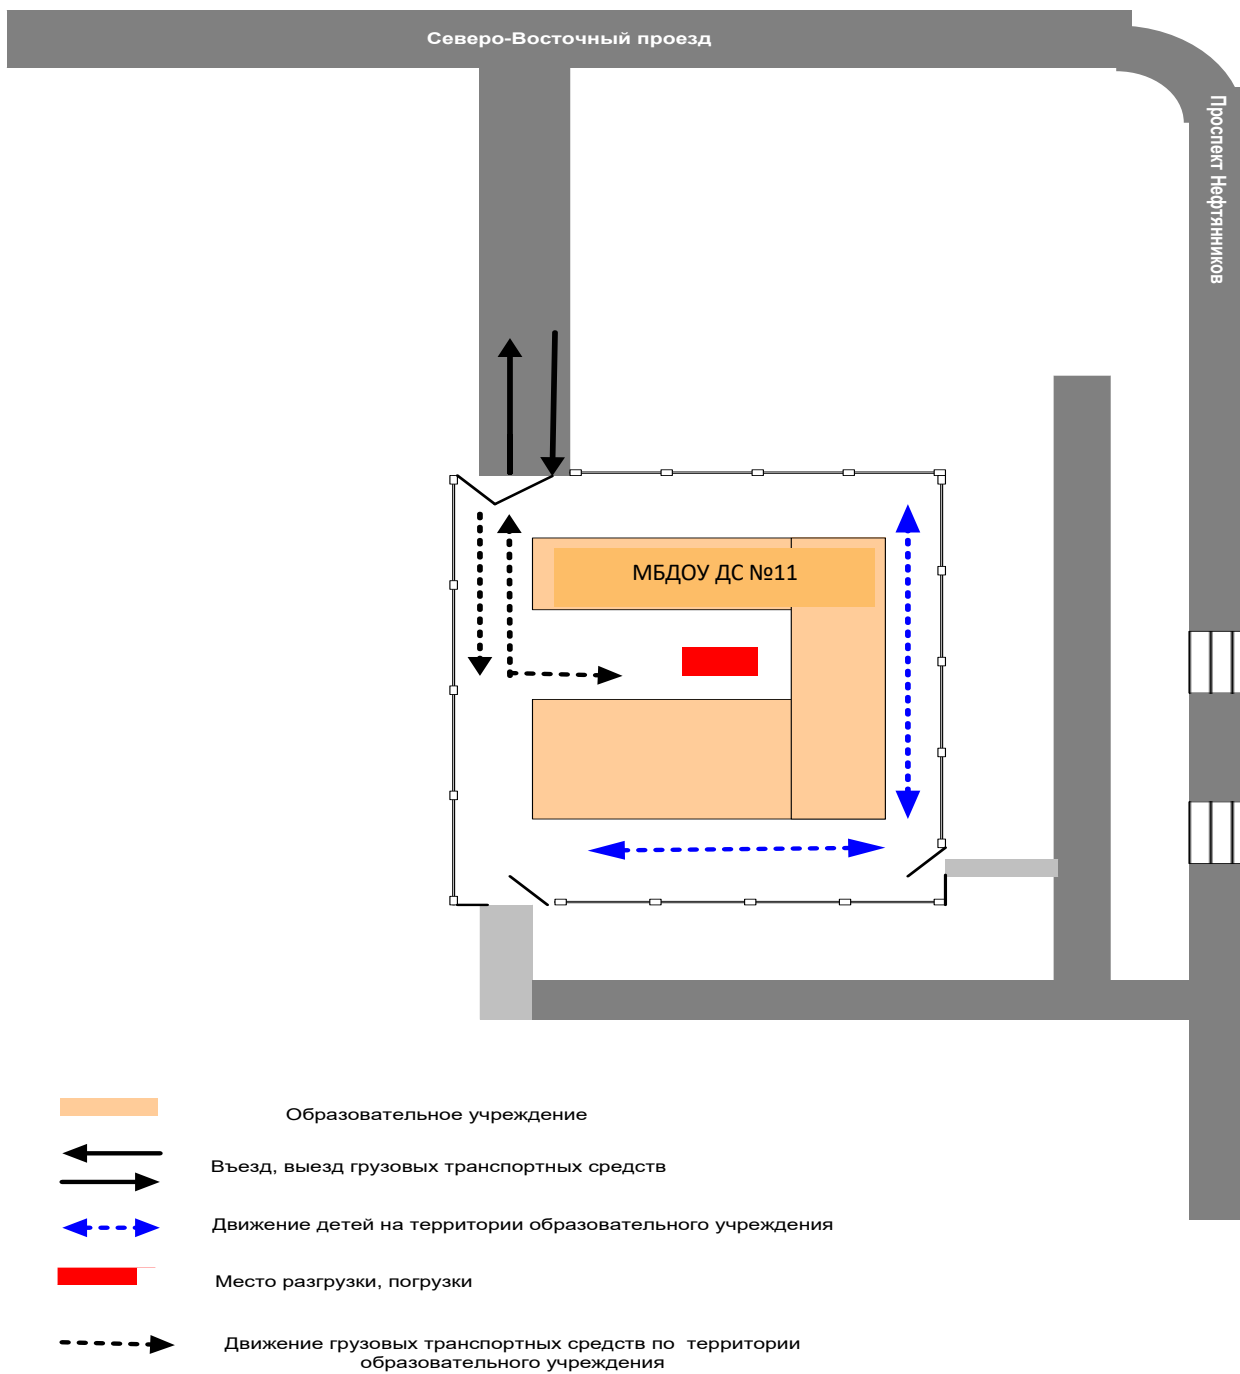 Северо-Восточный проезд
Проспект Нефтянников
МБДОУ ДС №11
Образовательное учреждение
Въезд, выезд грузовых транспортных средств
Движение детей на территории образовательного учреждения
Место разгрузки, погрузки
Движение грузовых транспортных средств по территории
образовательного учреждения